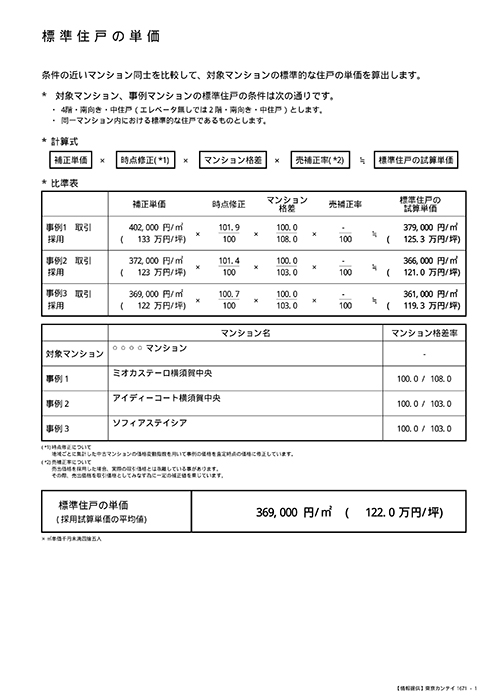 標準住戸の単価
条件の近いマンション同士を比較して、対象マンションの標準的な住戸の単価を算出します。
* 対象マンション、事例マンションの標準住戸の条件は次の通りです。
・ 4階・南向き・中住戸（エレベータ無しでは2階・南向き・中住戸）とします。
・ 同一マンション内における標準的な住戸であるものとします。
* 計算式
補正単価 × 時点修正(*1) × マンション格差 × 売補正率(*2) ≒ 標準住戸の試算単価
* 比準表
補正単価 時点修正 マンション格差 売補正率 標準住戸の試算単価
事例1 取引 402,000 円/㎡ × 101.9 × 100.0 × - ≒ 379,000 円/㎡
採用 ( 133 万円/坪) 100 108.0 100 ( 125.3 万円/坪)
事例2 取引 372,000 円/㎡ × 101.4 × 100.0 × - ≒ 366,000 円/㎡
採用 ( 123 万円/坪) 100 103.0 100 ( 121.0 万円/坪)
事例3 取引 369,000 円/㎡ × 100.7 × 100.0 × - ≒ 361,000 円/㎡
採用 ( 122 万円/坪) 100 103.0 100 ( 119.3 万円/坪)
マンション名 マンション格差率
対象マンション ○○○○マンション -
事例1 ミオカステーロ横須賀中央 100.0 / 108.0
事例2 アイディーコート横須賀中央 100.0 / 103.0
事例3 ソフィアステイシア 100.0 / 103.0
(*1)時点修正について
地域ごとに集計した中古マンションの価格変動指数を用いて事例の価格を査定時点の価格に修正しています。
(*2)売補正率について
売出価格を採用した場合、実際の取引価格とは乖離している事があります。
その際、売出価格を取引価格としてみなす為に一定の補正値を乗じています。
標準住戸の単価
(採用試算単価の平均値)
369,000 円/㎡ ( 122.0 万円/坪)
* ㎡単価千円未満四捨五入
【情報提供】東京カンテイ 1671 - 1